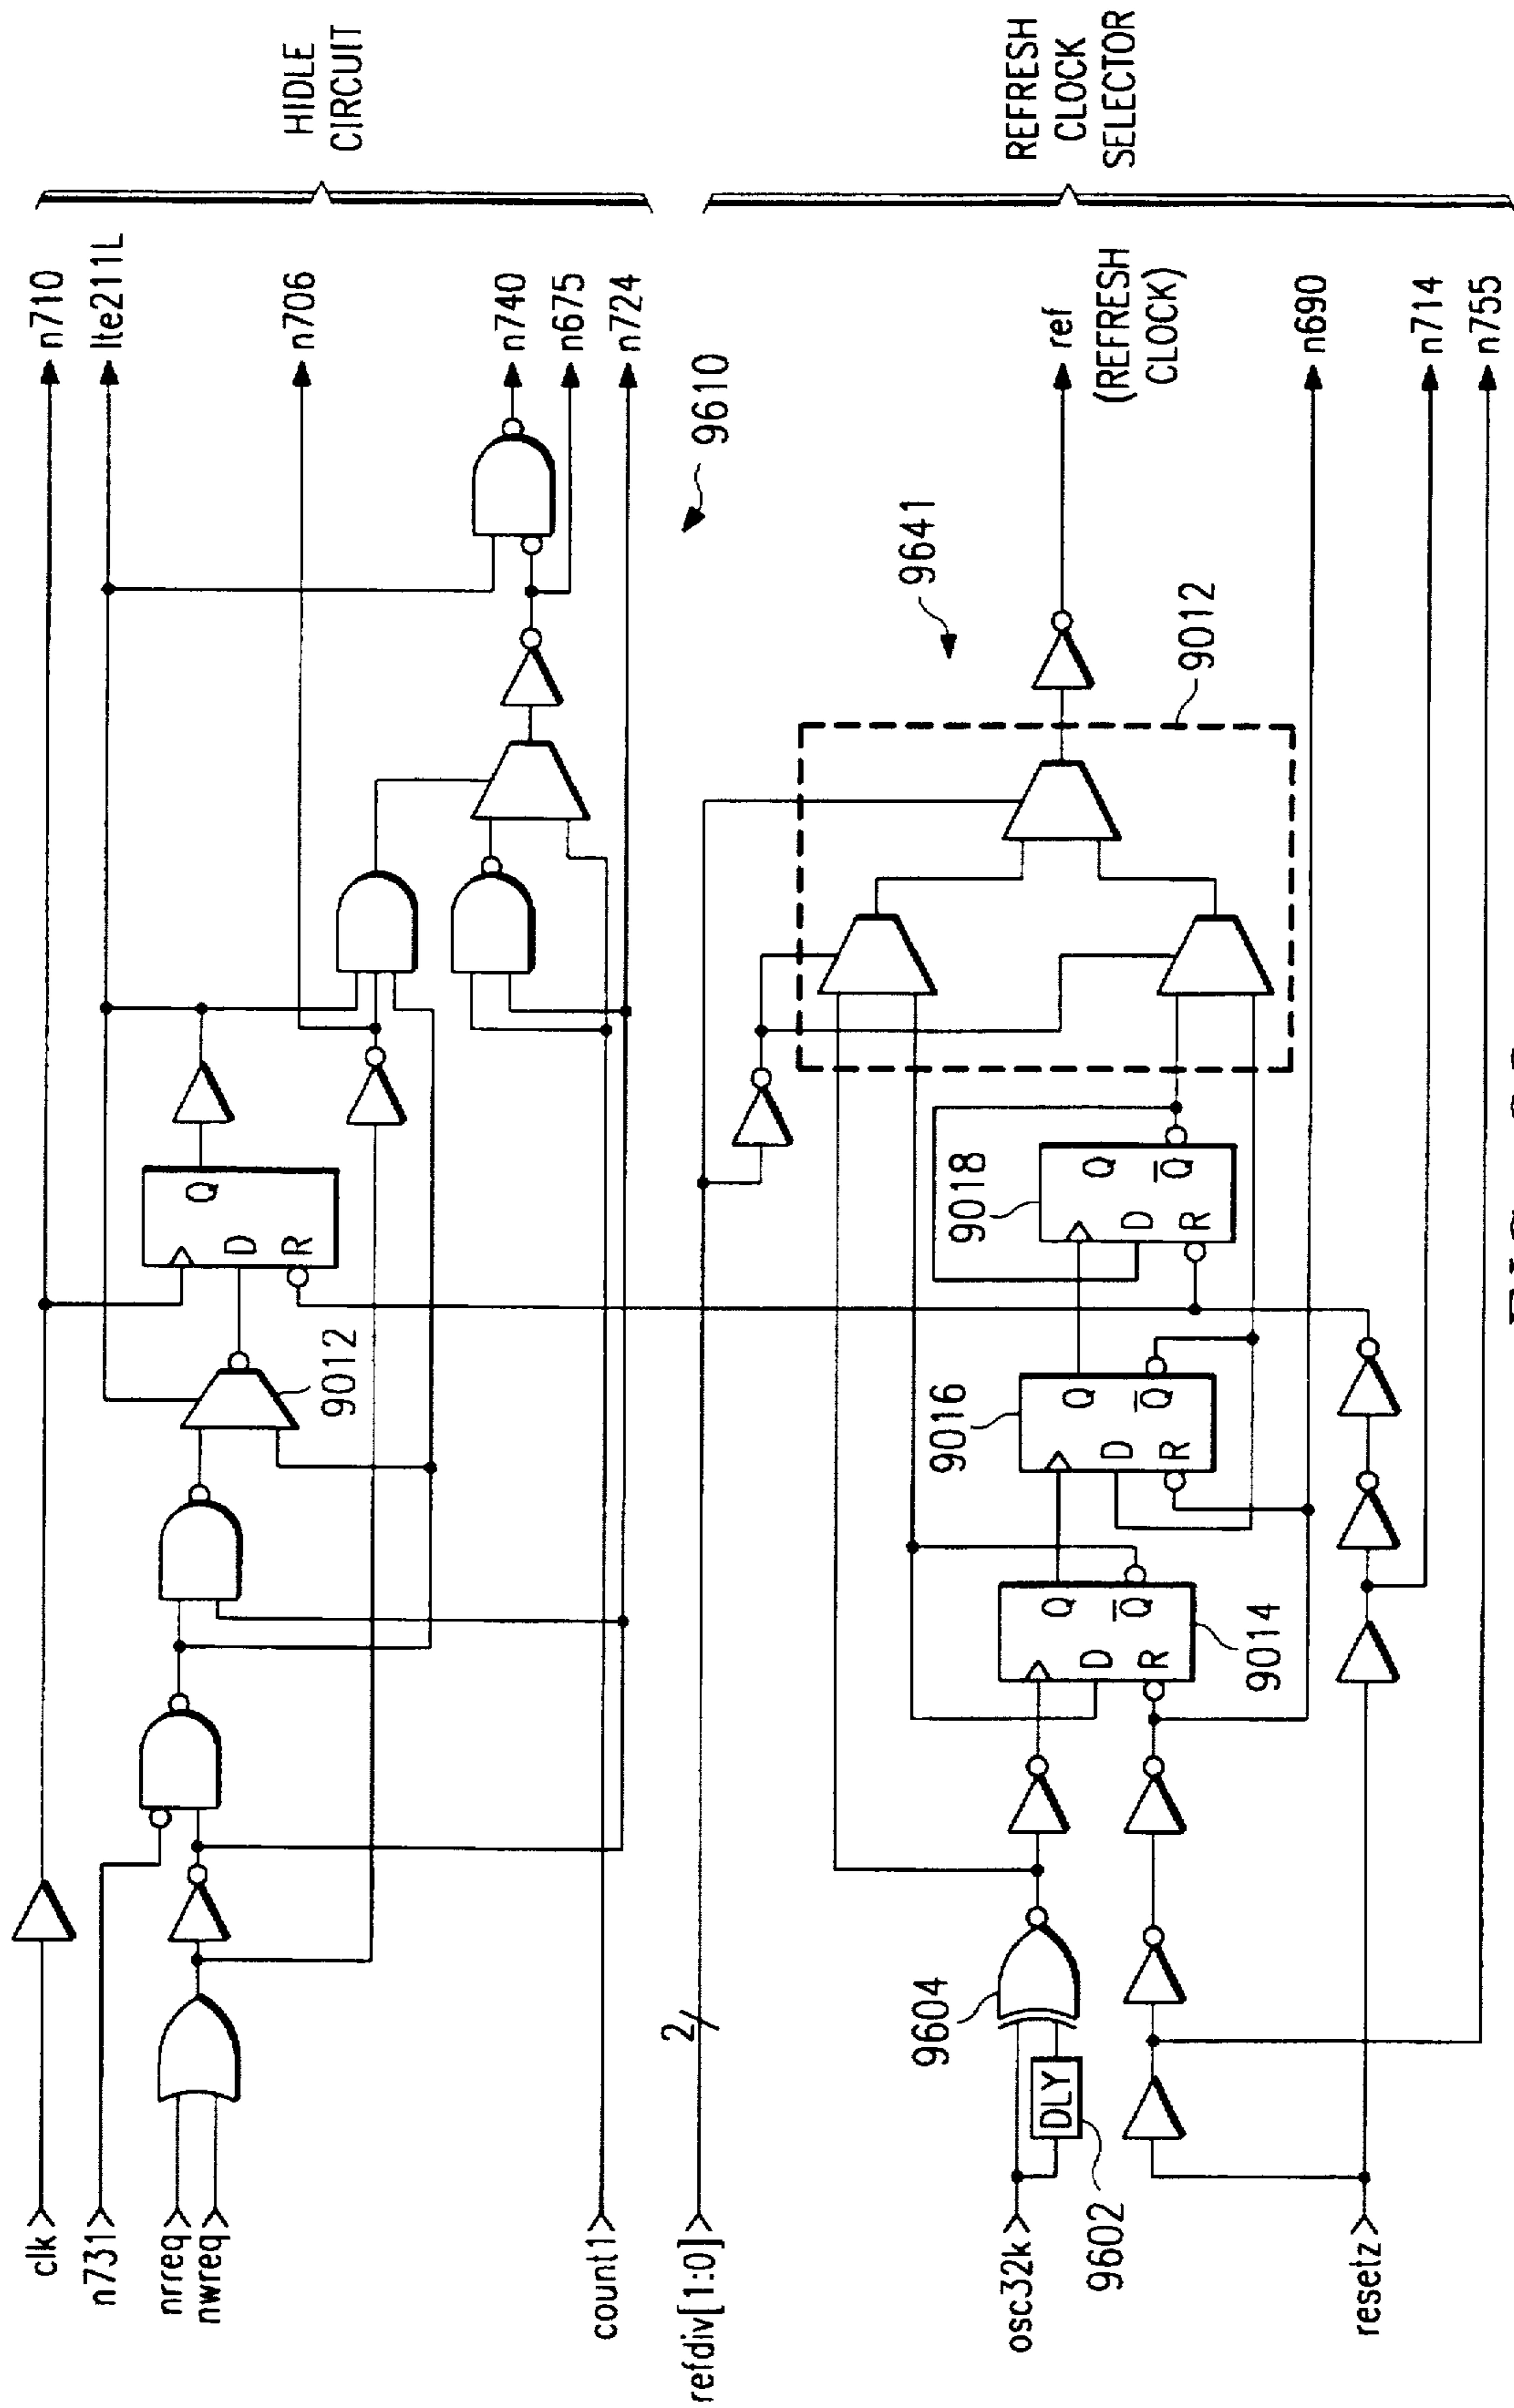 clk
n731
nrreq
nwreq
count1
refdiv[1:0]
2
osc32k
9602
DLY
9604
resetz
9012
D
Q
R
9014
D
Q
Q
R
9016
D
Q
Q
R
9018
D
Q
Q
R
9012
9641
9610
n710
lte211L
n706
n740
n675
n724
ref
(REFRESH
CLOCK)
n690
n714
n755
HIDLE
CIRCUIT
REFRESH
CLOCK
SELECTOR